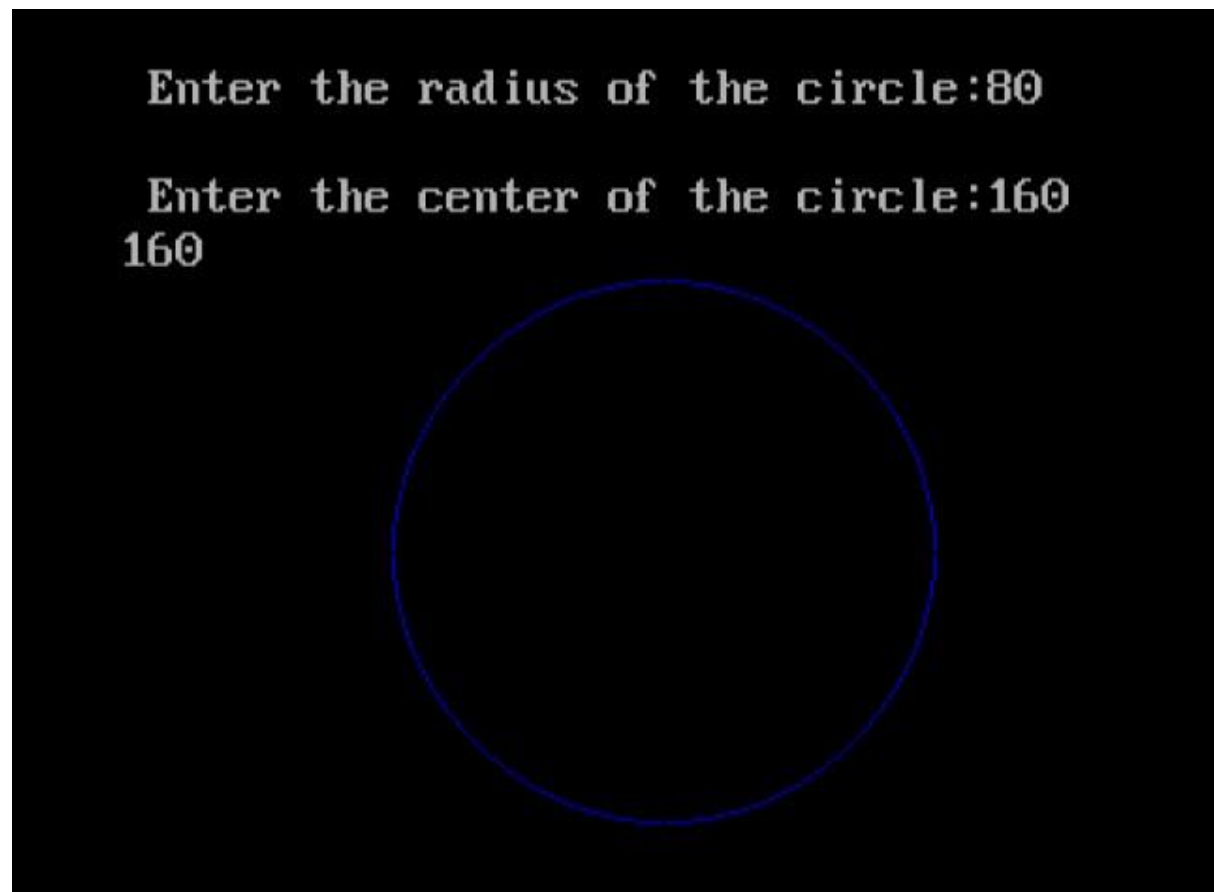 Enter the radius of the circle:80
Enter the center of the circle:160
160